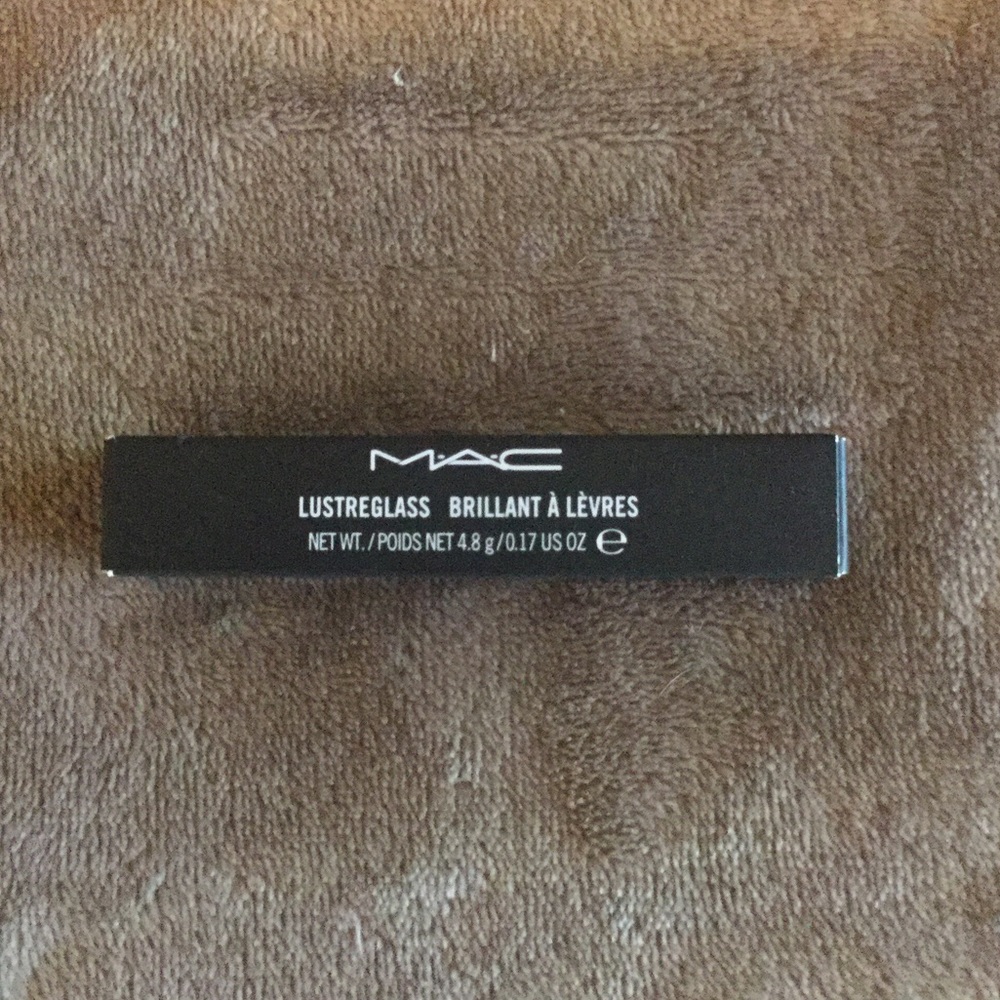 M·A·C
LUSTREGLASS BRILLANT À LÈVRES
NET WT. / POIDS NET 4.8 g / 0.17 US OZ ℮